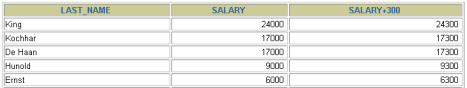 LAST_NAME SALARY SALARY+300
King 24000 24300
Kochhar 17000 17300
De Haan 17000 17300
Hunold 9000 9300
Ernst 6000 6300